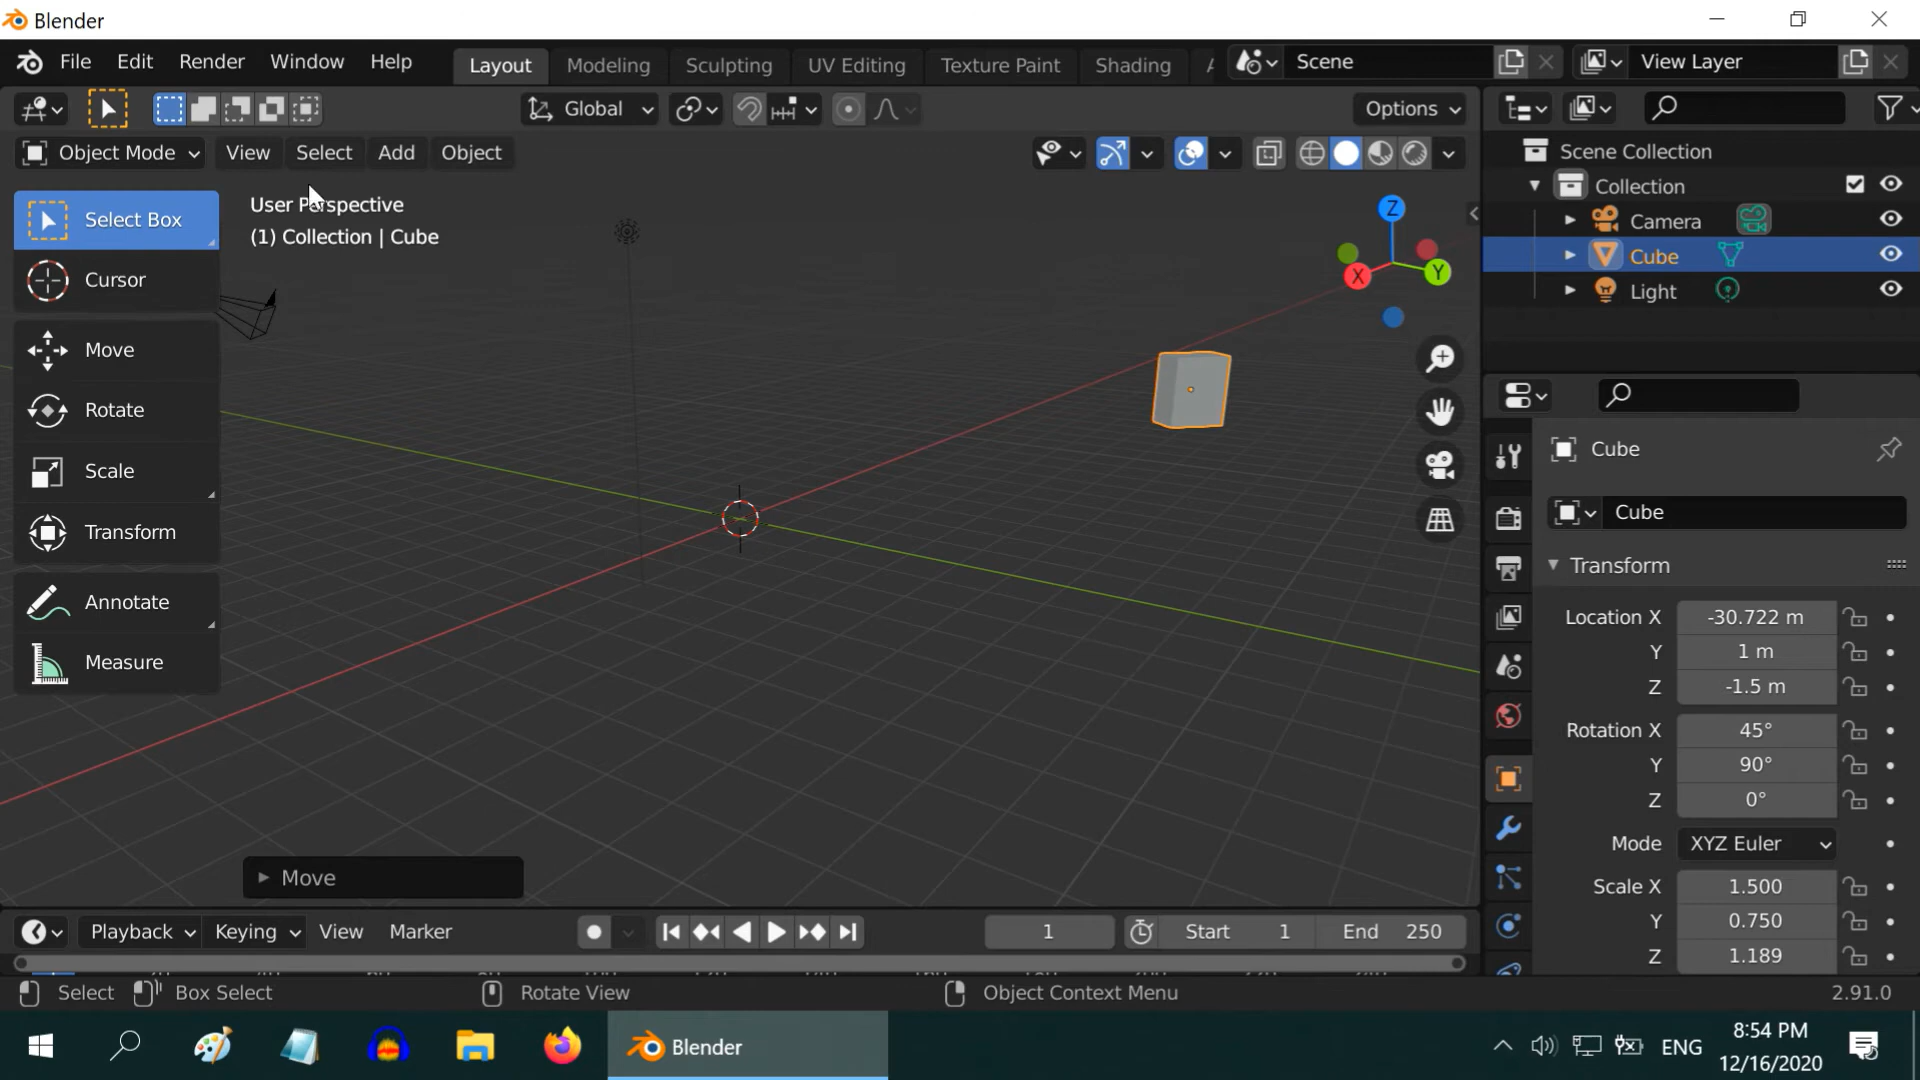 Blender
File Edit Render Window Help Layout Modeling Sculpting UV Editing Texture Paint Shading Scene View Layer
Global Options
Object Mode View Select Add Object
Scene Collection
Collection
Camera
Cube
Light
Select Box
Cursor
Move
Rotate
Scale
Transform
Annotate
Measure
User Perspective
(1) Collection | Cube
Z
X
Y
Cube
Cube
Transform
Location X -30.722 m
Y 1 m
Z -1.5 m
Rotation X 45°
Y 90°
Z 0°
Mode XYZ Euler
Scale X 1.500
Y 0.750
Z 1.189
Move
Playback Keying View Marker 1 Start 1 End 250
Select Box Select Rotate View Object Context Menu 2.91.0
Blender ENG
8:54 PM
12/16/2020